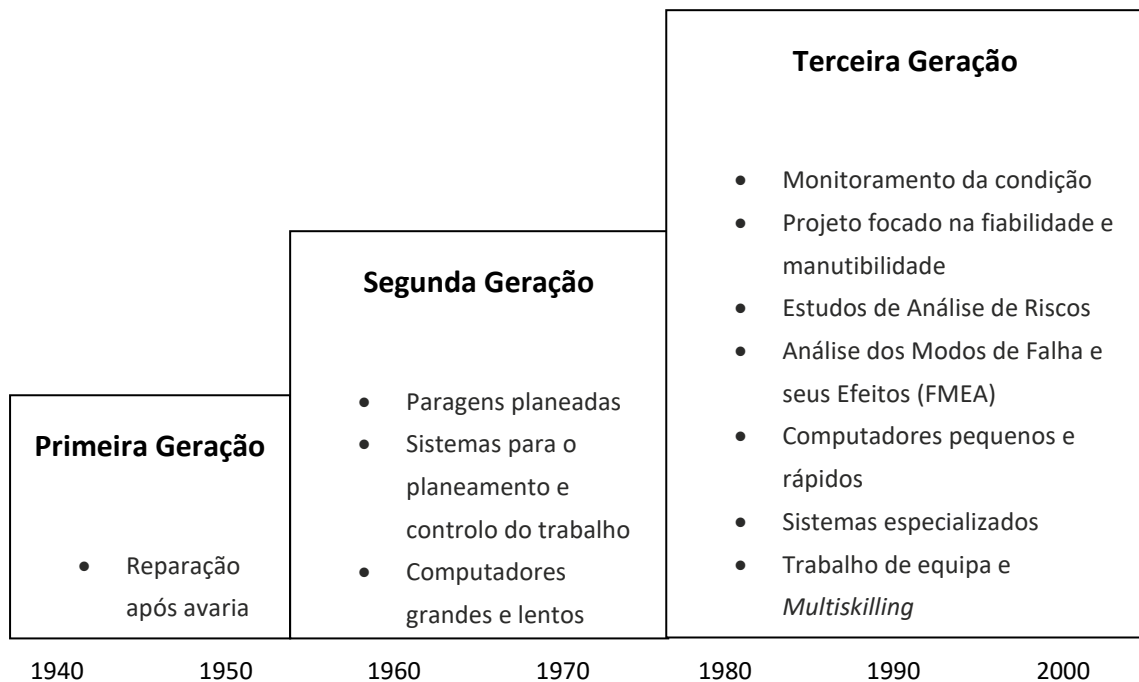 Primeira Geração
• Reparação
após avaria
Segunda Geração
• Paragens planeadas
• Sistemas para o
planeamento e
controlo do trabalho
• Computadores
grandes e lentos
Terceira Geração
• Monitoramento da condição
• Projeto focado na fiabilidade e
manutibilidade
• Estudos de Análise de Riscos
• Análise dos Modos de Falha e
seus Efeitos (FMEA)
• Computadores pequenos e
rápidos
• Sistemas especializados
• Trabalho de equipa e
Multiskilling
1940 1950 1960 1970 1980 1990 2000